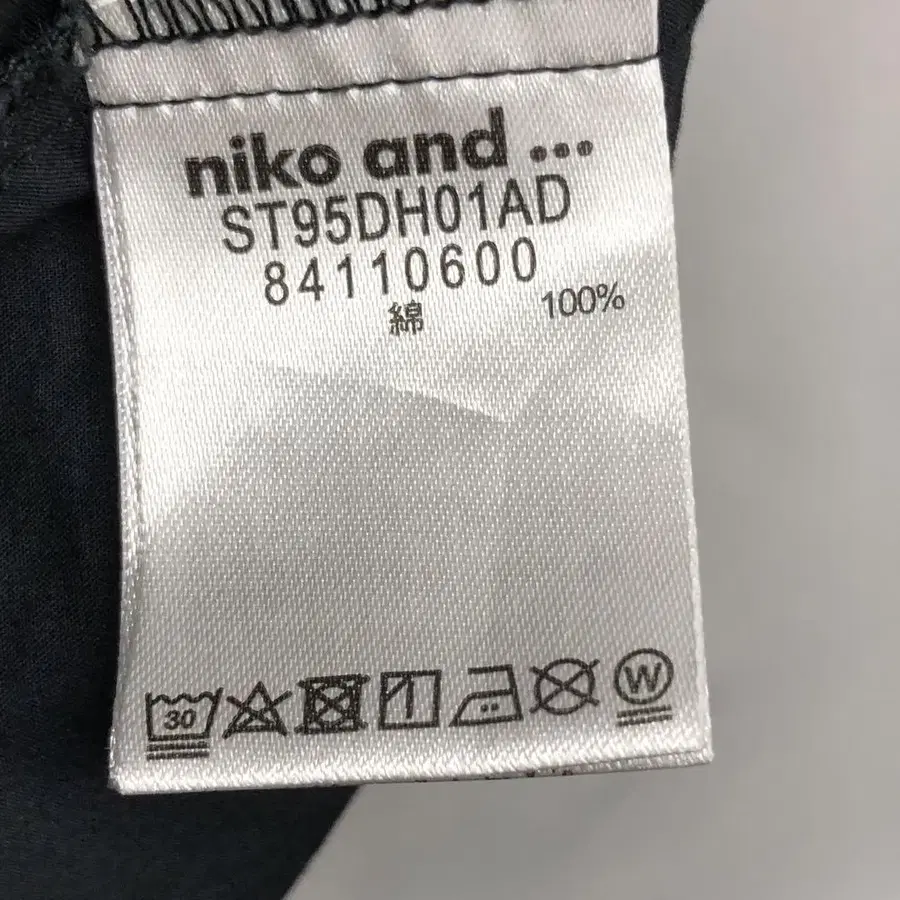 niko and ...
ST95DH01AD
84110600
綿 100%
30
W